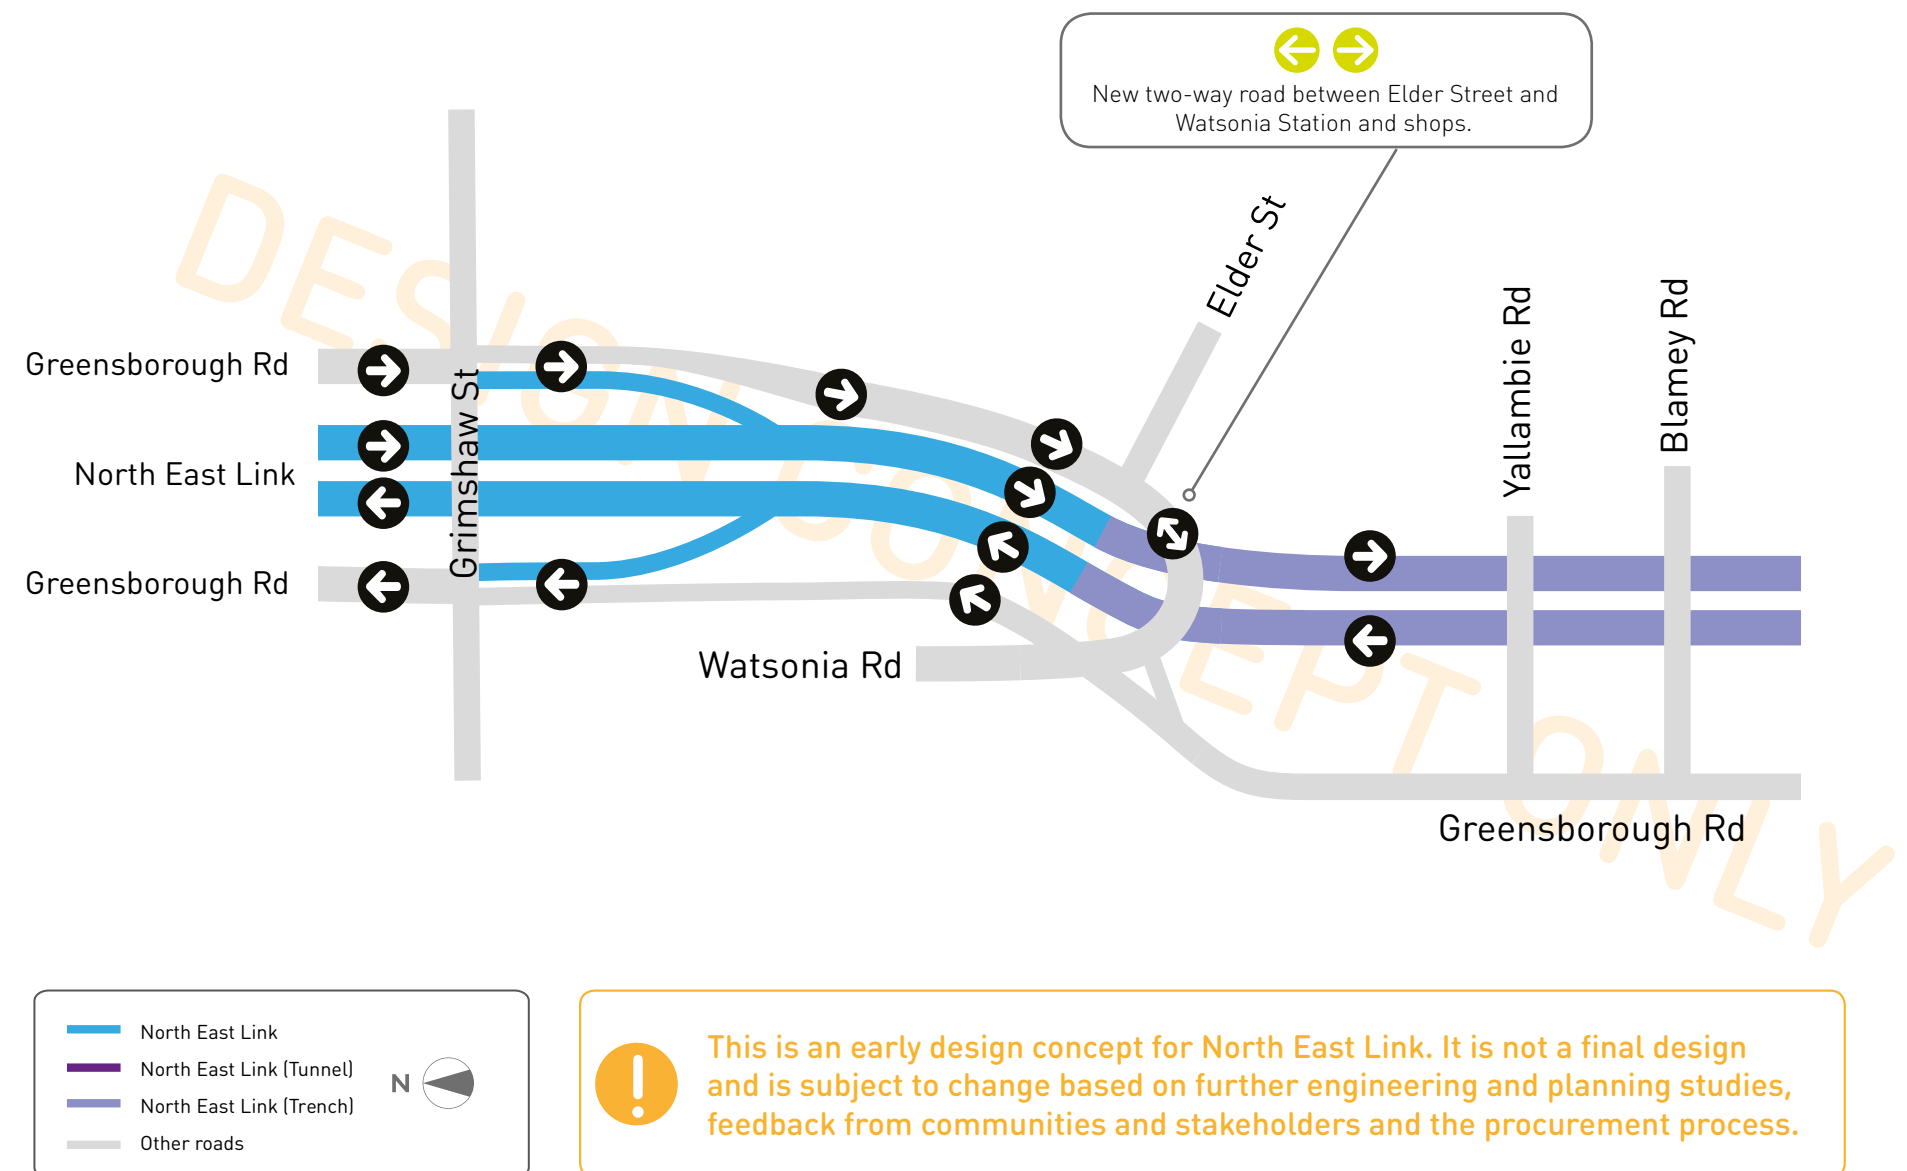 New two-way road between Elder Street and
Watsonia Station and shops.
DESIGN CONCEPT ONLY
Elder St
Yallambie Rd
Blamey Rd
Greensborough Rd
Grimshaw St
North East Link
Greensborough Rd
Watsonia Rd
Greensborough Rd
North East Link
North East Link (Tunnel)
North East Link (Trench)
Other roads
N
This is an early design concept for North East Link. It is not a final design
and is subject to change based on further engineering and planning studies,
feedback from communities and stakeholders and the procurement process.